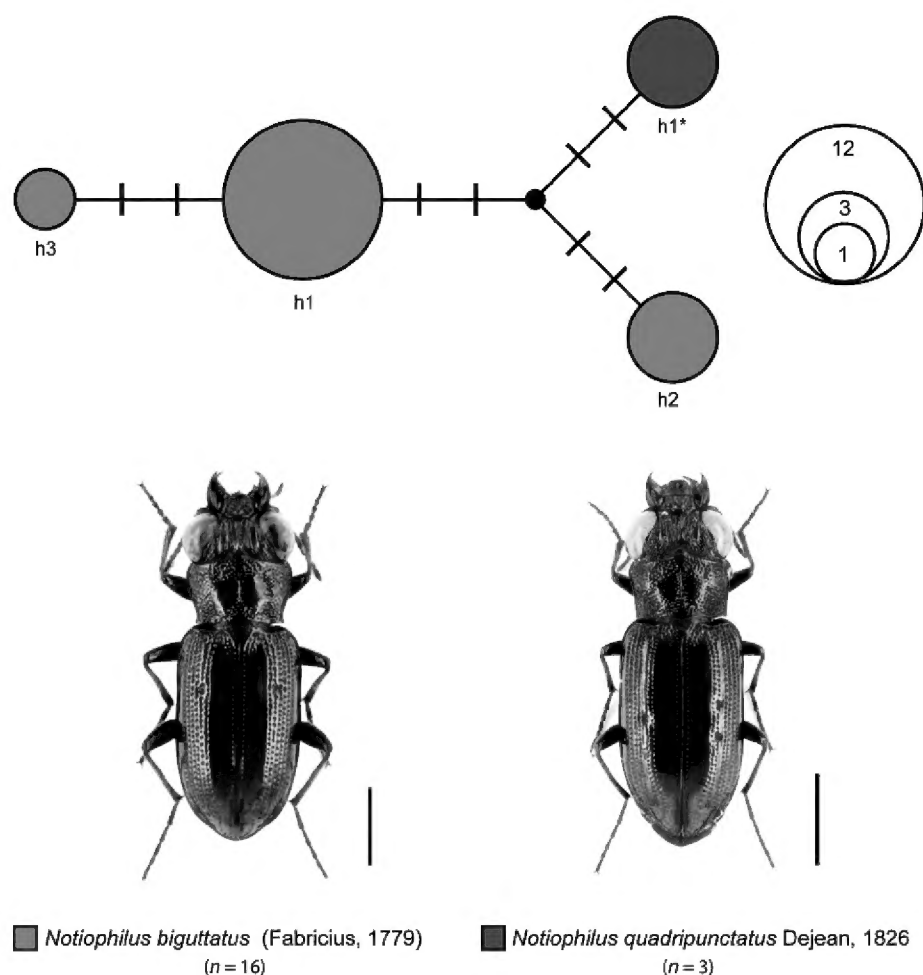 h1*
12
3
1
h3
h1
h2
Notiophilus biguttatus (Fabricius, 1779)
(n = 16)
Notiophilus quadripunctatus Dejean, 1826
(n = 3)